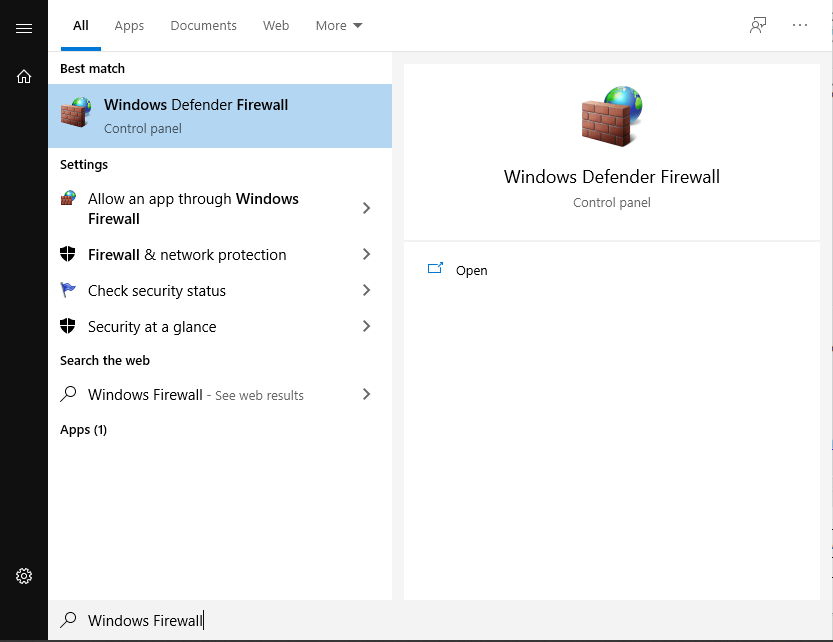 All Apps Documents Web More
Best match
Windows Defender Firewall
Control panel
Settings
Allow an app through Windows
Firewall
Firewall & network protection
Check security status
Security at a glance
Search the web
Windows Firewall - See web results
Apps (1)
Windows Defender Firewall
Control panel
Open
Windows Firewall